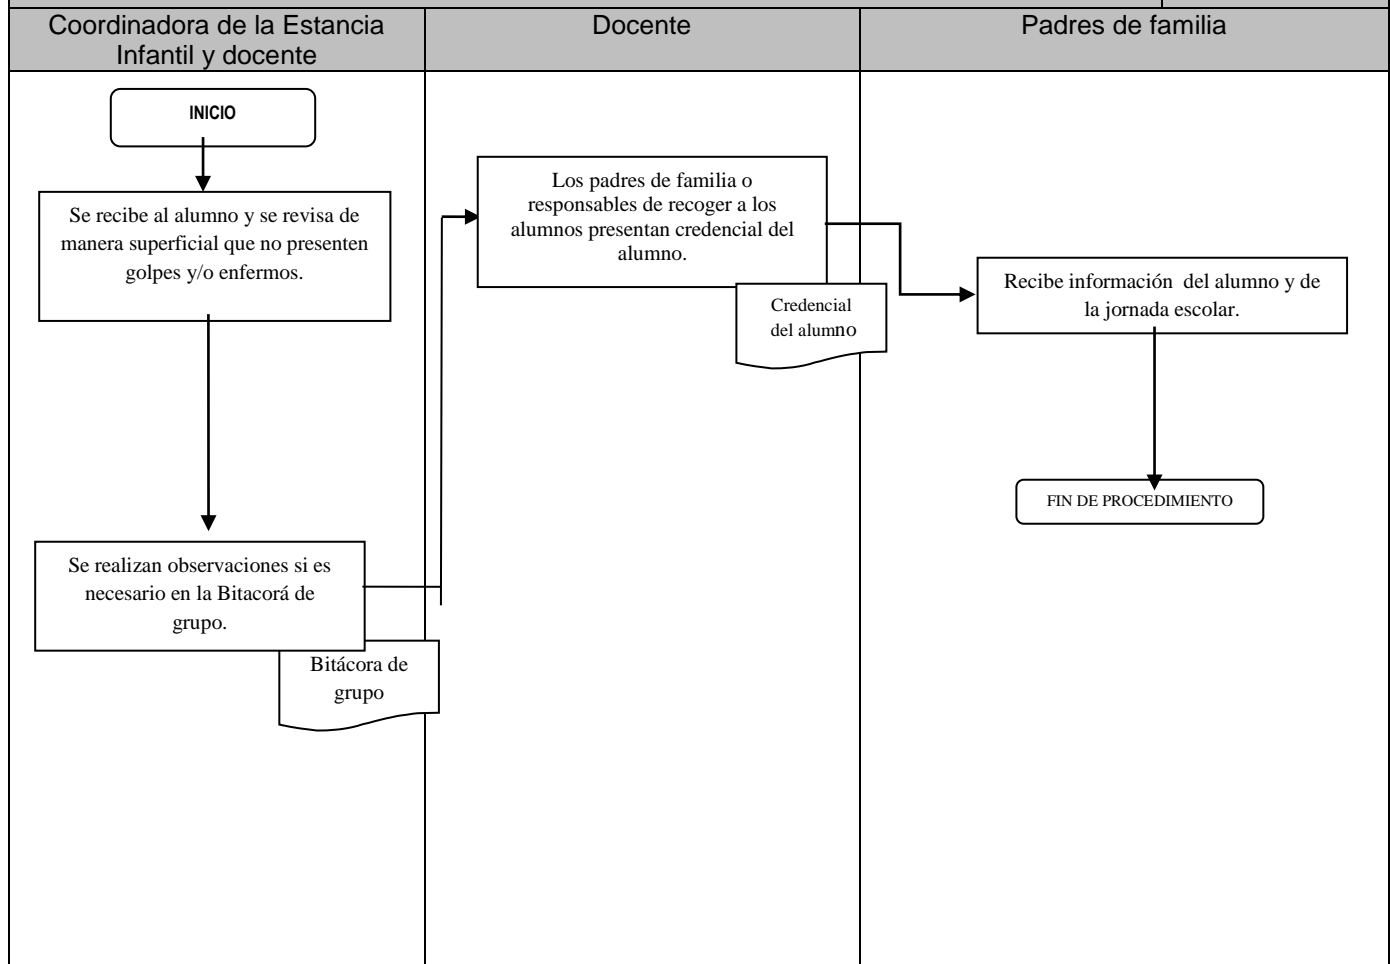 Coordinadora de la Estancia
Infantil y docente
Docente
Padres de familia
INICIO
Se recibe al alumno y se revisa de
manera superficial que no presenten
golpes y/o enfermos.
Se realizan observaciones si es
necesario en la Bitacorá de
grupo.
Bitácora de
grupo
Los padres de familia o
responsables de recoger a los
alumnos presentan credencial del
alumno.
Credencial
del alumno
Recibe información  del alumno y de
la jornada escolar.
FIN DE PROCEDIMIENTO